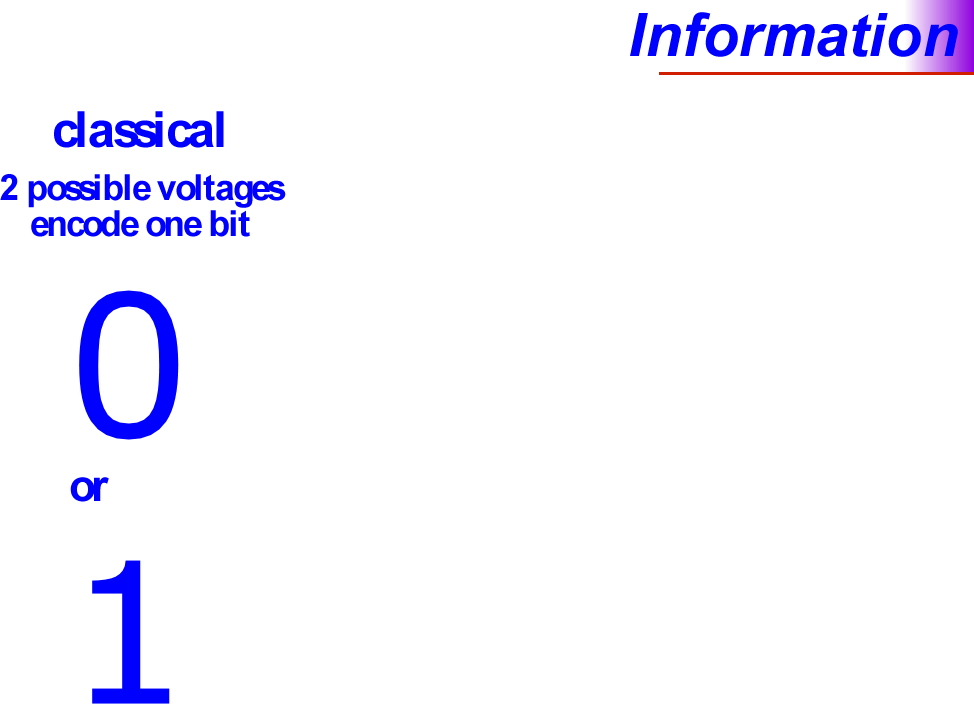 Information
classical
2 possible voltages
encode one bit
0
or
1